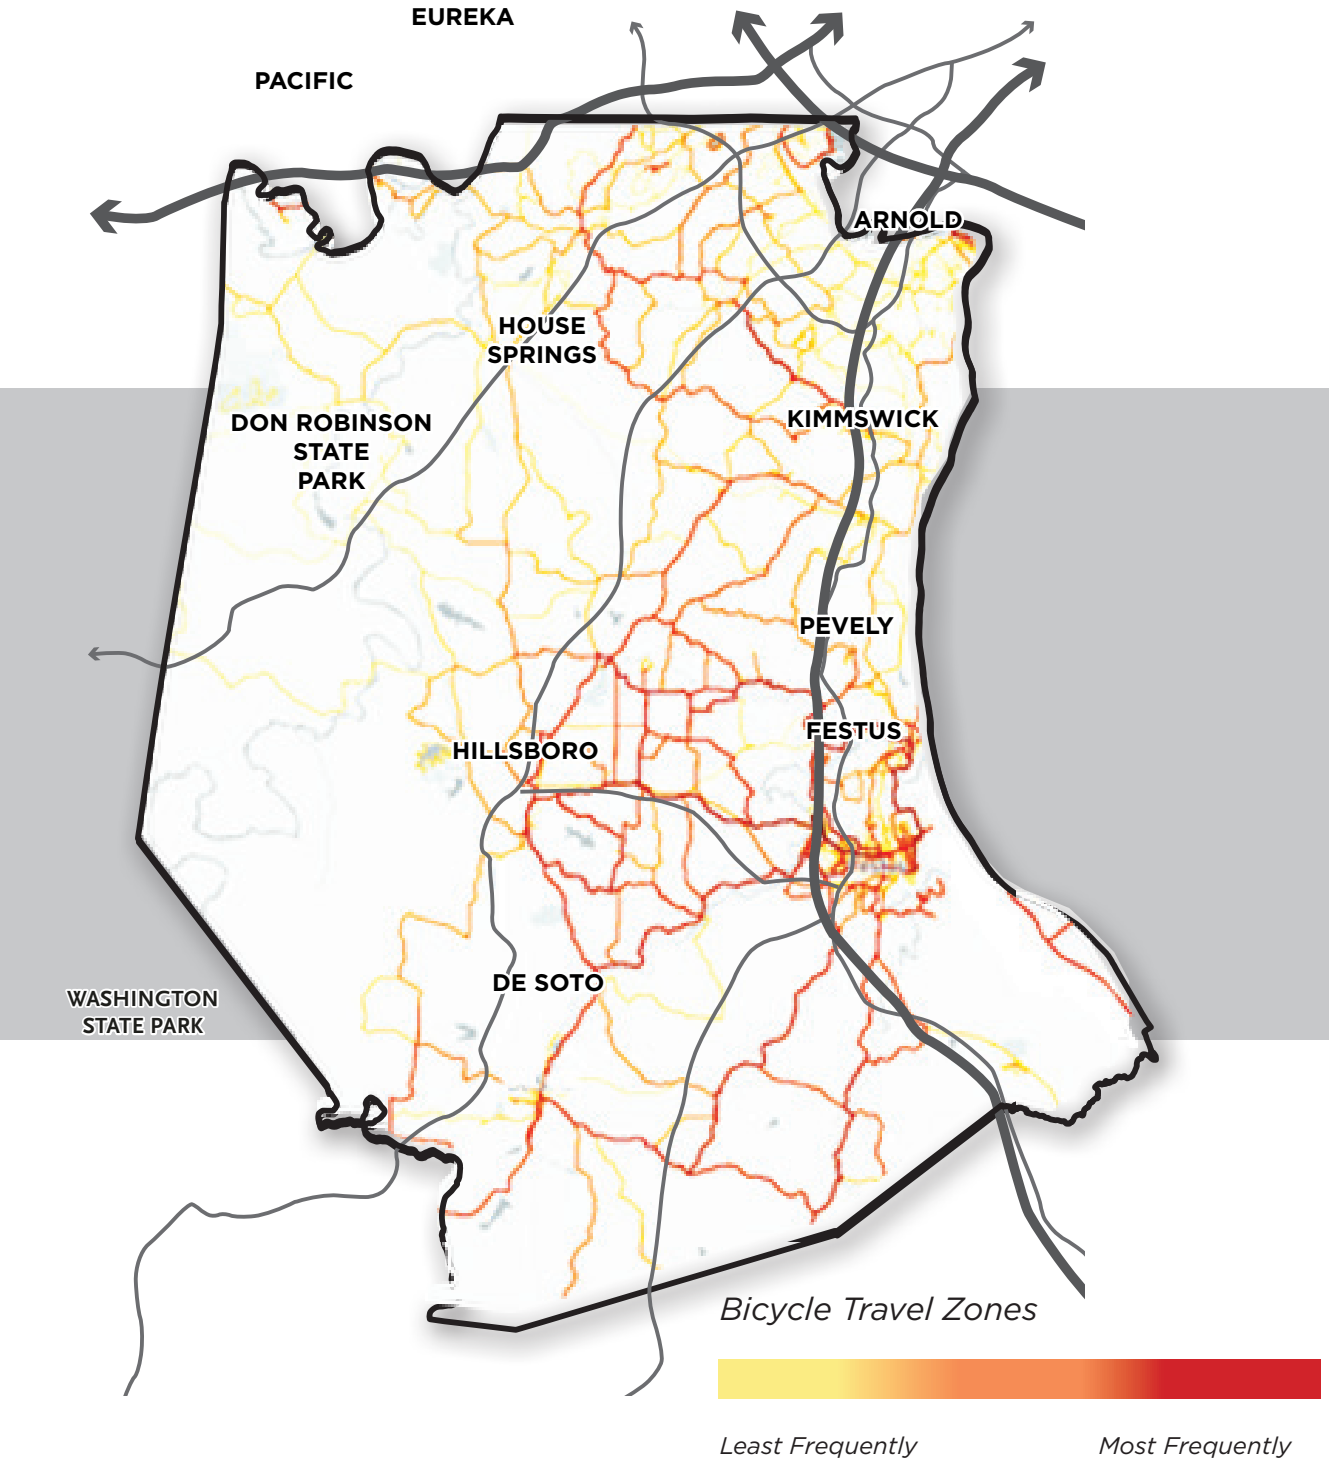 EUREKA
PACIFIC
ARNOLD
HOUSE
SPRINGS
DON ROBINSON
STATE
PARK
KIMMSWICK
PEVELY
FESTUS
HILLSBORO
DE SOTO
WASHINGTON
STATE PARK
Bicycle Travel Zones
Least Frequently
Most Frequently